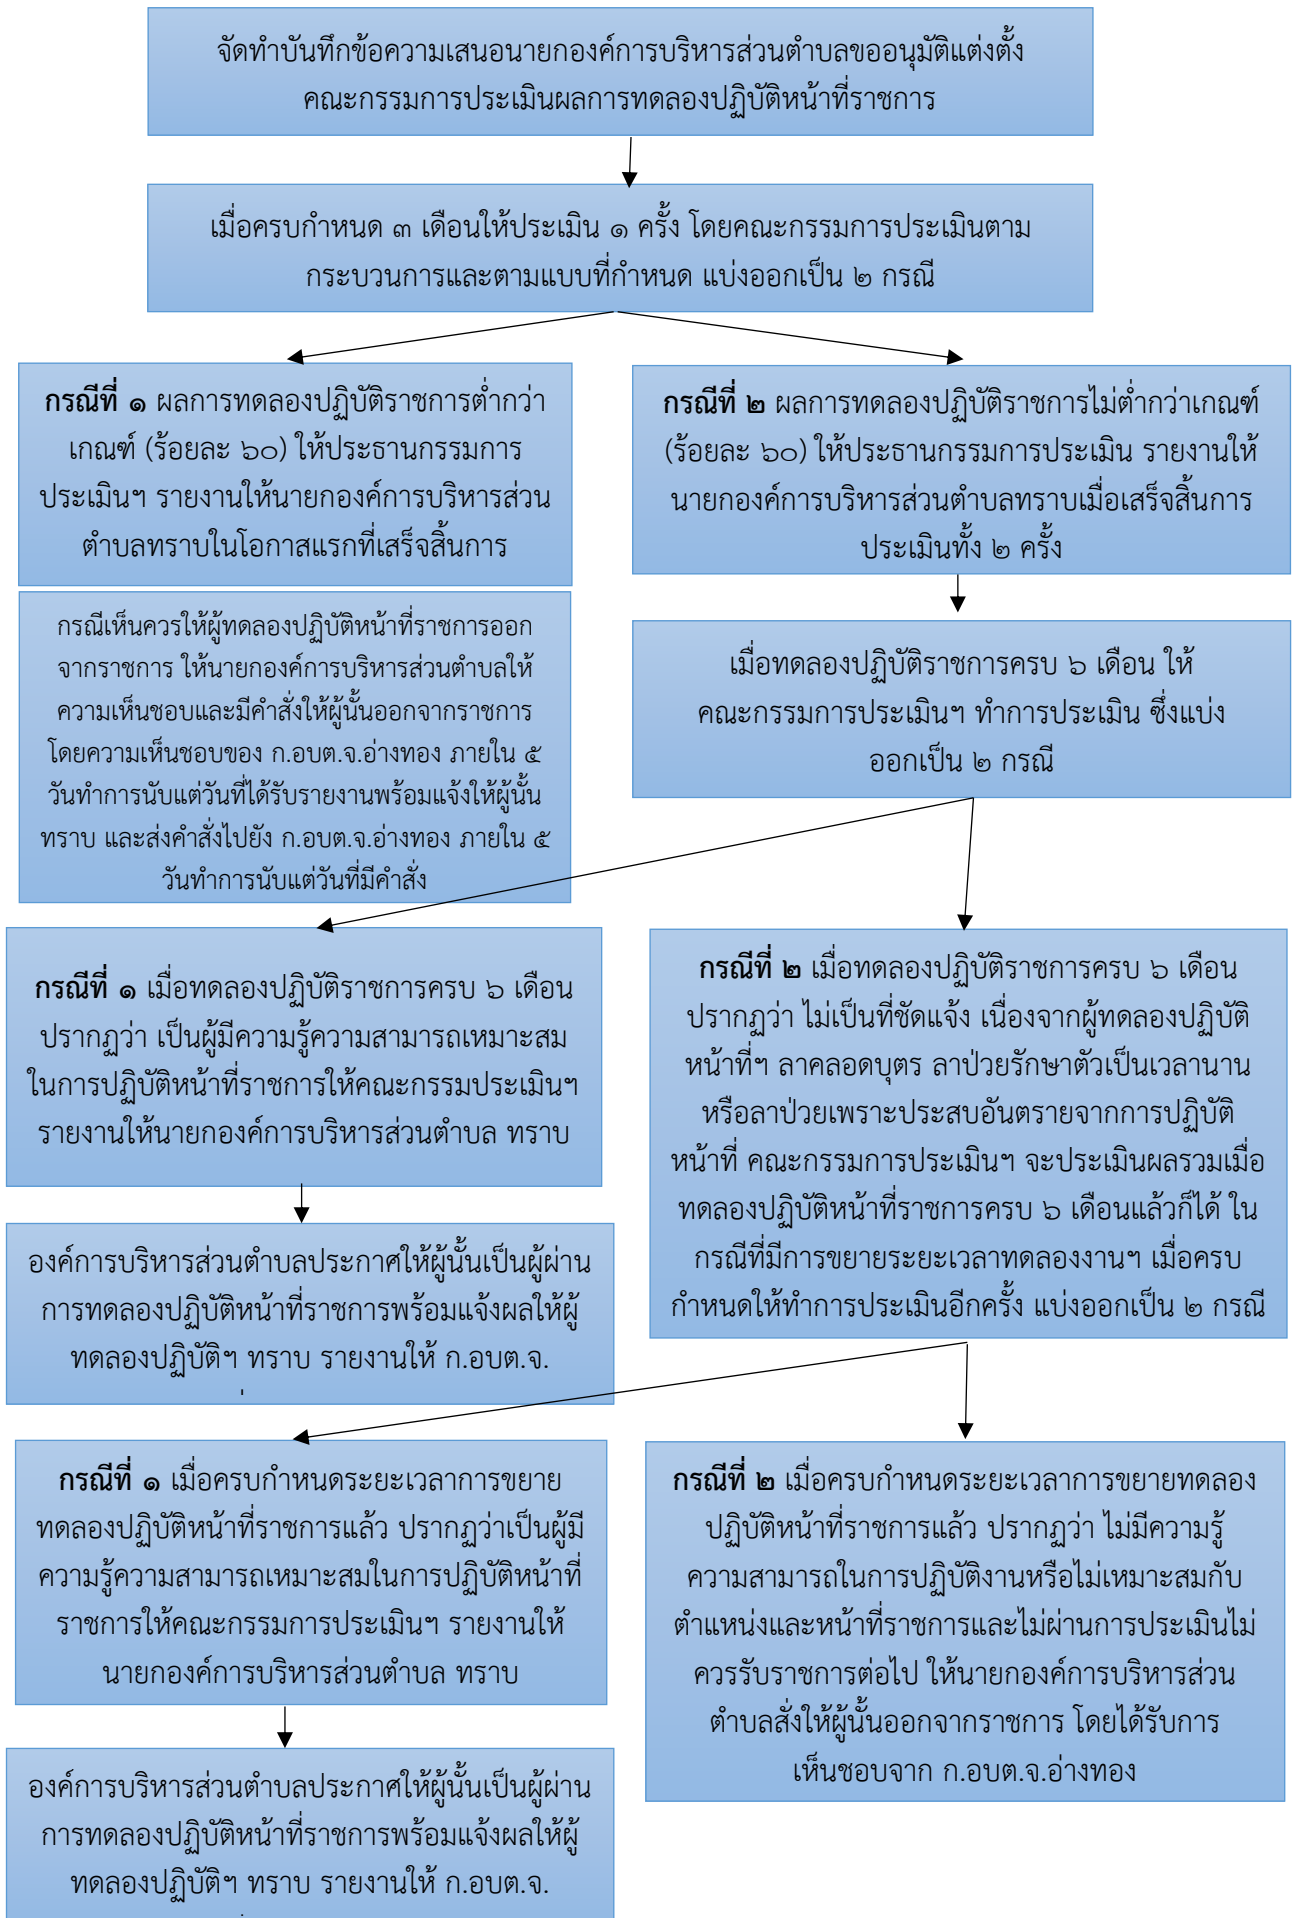 จัดทำบันทึกข้อความเสนอนายกองค์การบริหารส่วนตำบลขออนุมัติแต่งตั้ง
คณะกรรมการประเมินผลการทดลองปฏิบัติหน้าที่ราชการ
เมื่อครบกำหนด ๓ เดือนให้ประเมิน ๑ ครั้ง โดยคณะกรรมการประเมินตาม
กระบวนการและตามแบบที่กำหนด แบ่งออกเป็น ๒ กรณี
กรณีที่ ๑ ผลการทดลองปฏิบัติราชการต่ำกว่า
เกณฑ์ (ร้อยละ ๖๐) ให้ประธานกรรมการ
ประเมินฯ รายงานให้นายกองค์การบริหารส่วน
ตำบลทราบในโอกาสแรกที่เสร็จสิ้นการ
กรณีที่ ๒ ผลการทดลองปฏิบัติราชการไม่ต่ำกว่าเกณฑ์
(ร้อยละ ๖๐) ให้ประธานกรรมการประเมิน รายงานให้
นายกองค์การบริหารส่วนตำบลทราบเมื่อเสร็จสิ้นการ
ประเมินทั้ง ๒ ครั้ง
กรณีเห็นควรให้ผู้ทดลองปฏิบัติหน้าที่ราชการออก
จากราชการ ให้นายกองค์การบริหารส่วนตำบลให้
ความเห็นชอบและมีคำสั่งให้ผู้นั้นออกจากราชการ
โดยความเห็นชอบของ ก.อบต.จ.อ่างทอง ภายใน ๕
วันทำการนับแต่วันที่ได้รับรายงานพร้อมแจ้งให้ผู้นั้น
ทราบ และส่งคำสั่งไปยัง ก.อบต.จ.อ่างทอง ภายใน ๕
วันทำการนับแต่วันที่มีคำสั่ง
เมื่อทดลองปฏิบัติราชการครบ ๖ เดือน ให้
คณะกรรมการประเมินฯ ทำการประเมิน ซึ่งแบ่ง
ออกเป็น ๒ กรณี
กรณีที่ ๑ เมื่อทดลองปฏิบัติราชการครบ ๖ เดือน
ปรากฏว่า เป็นผู้มีความรู้ความสามารถเหมาะสม
ในการปฏิบัติหน้าที่ราชการให้คณะกรรมประเมินฯ
รายงานให้นายกองค์การบริหารส่วนตำบล ทราบ
กรณีที่ ๒ เมื่อทดลองปฏิบัติราชการครบ ๖ เดือน
ปรากฏว่า ไม่เป็นที่ชัดแจ้ง เนื่องจากผู้ทดลองปฏิบัติ
หน้าที่ฯ ลาคลอดบุตร ลาป่วยรักษาตัวเป็นเวลานาน
หรือลาป่วยเพราะประสบอันตรายจากการปฏิบัติ
หน้าที่ คณะกรรมการประเมินฯ จะประเมินผลรวมเมื่อ
ทดลองปฏิบัติหน้าที่ราชการครบ ๖ เดือนแล้วก็ได้ ใน
กรณีที่มีการขยายระยะเวลาทดลองงานฯ เมื่อครบ
กำหนดให้ทำการประเมินอีกครั้ง แบ่งออกเป็น ๒ กรณี
องค์การบริหารส่วนตำบลประกาศให้ผู้นั้นเป็นผู้ผ่าน
การทดลองปฏิบัติหน้าที่ราชการพร้อมแจ้งผลให้ผู้
ทดลองปฏิบัติฯ ทราบ รายงานให้ ก.อบต.จ.
กรณีที่ ๑ เมื่อครบกำหนดระยะเวลาการขยาย
ทดลองปฏิบัติหน้าที่ราชการแล้ว ปรากฏว่าเป็นผู้มี
ความรู้ความสามารถเหมาะสมในการปฏิบัติหน้าที่
ราชการให้คณะกรรมการประเมินฯ รายงานให้
นายกองค์การบริหารส่วนตำบล ทราบ
กรณีที่ ๒ เมื่อครบกำหนดระยะเวลาการขยายทดลอง
ปฏิบัติหน้าที่ราชการแล้ว ปรากฏว่า ไม่มีความรู้
ความสามารถในการปฏิบัติงานหรือไม่เหมาะสมกับ
ตำแหน่งและหน้าที่ราชการและไม่ผ่านการประเมินไม่
ควรรับราชการต่อไป ให้นายกองค์การบริหารส่วน
ตำบลสั่งให้ผู้นั้นออกจากราชการ โดยได้รับการ
เห็นชอบจาก ก.อบต.จ.อ่างทอง
องค์การบริหารส่วนตำบลประกาศให้ผู้นั้นเป็นผู้ผ่าน
การทดลองปฏิบัติหน้าที่ราชการพร้อมแจ้งผลให้ผู้
ทดลองปฏิบัติฯ ทราบ รายงานให้ ก.อบต.จ.